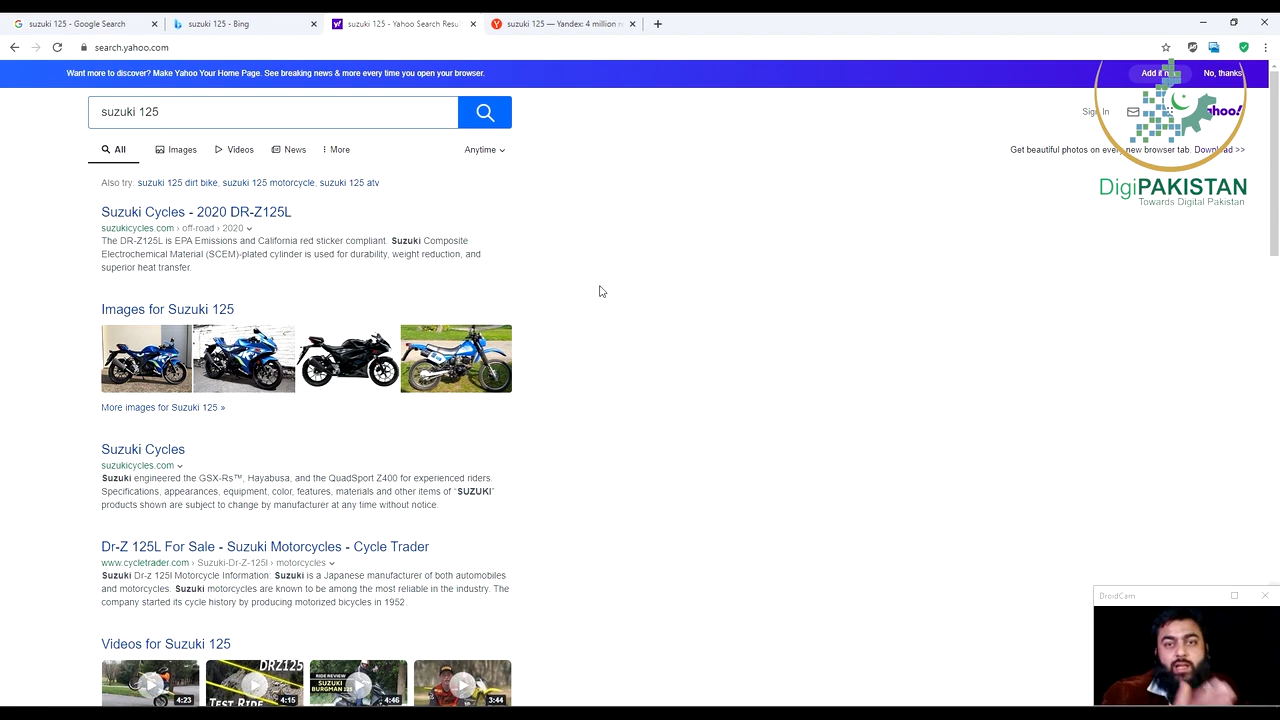 suzuki 125 - Google Search
suzuki 125 - Bing
suzuki 125 - Yahoo Search Resul
suzuki 125 — Yandex: 4 million r
search.yahoo.com
Want more to discover? Make Yahoo Your Home Page. See breaking news & more every time you open your browser.
Add it
No, thanks
suzuki 125
Sign In
All
Images
Videos
News
More
Anytime
Get beautiful photos on every new browser tab. Download >>
DigiPAKISTAN
Towards Digital Pakistan
Also try: suzuki 125 dirt bike, suzuki 125 motorcycle, suzuki 125 atv
Suzuki Cycles - 2020 DR-Z125L
suzukicycles.com › off-road › 2020
The DR-Z125L is EPA Emissions and California red sticker compliant. Suzuki Composite
Electrochemical Material (SCEM)-plated cylinder is used for durability, weight reduction, and
superior heat transfer.
Images for Suzuki 125
More images for Suzuki 125 »
Suzuki Cycles
suzukicycles.com
Suzuki engineered the GSX-Rs™, Hayabusa, and the QuadSport Z400 for experienced riders.
Specifications, appearances, equipment, color, features, materials and other items of "SUZUKI"
products shown are subject to change by manufacturer at any time without notice.
Dr-Z 125L For Sale - Suzuki Motorcycles - Cycle Trader
www.cycletrader.com › Suzuki-Dr-Z-125l › motorcycles
Suzuki Dr-z 125l Motorcycle Information: Suzuki is a Japanese manufacturer of both automobiles
and motorcycles. Suzuki motorcycles are known to be among the most reliable in the industry. The
company started its cycle history by producing motorized bicycles in 1952
Videos for Suzuki 125
4:23
DRZ125
TEST RIDE
4:15
RIDE REVIEW
SUZUKI
BURGMAN 125
4:46
3:44
DroidCam